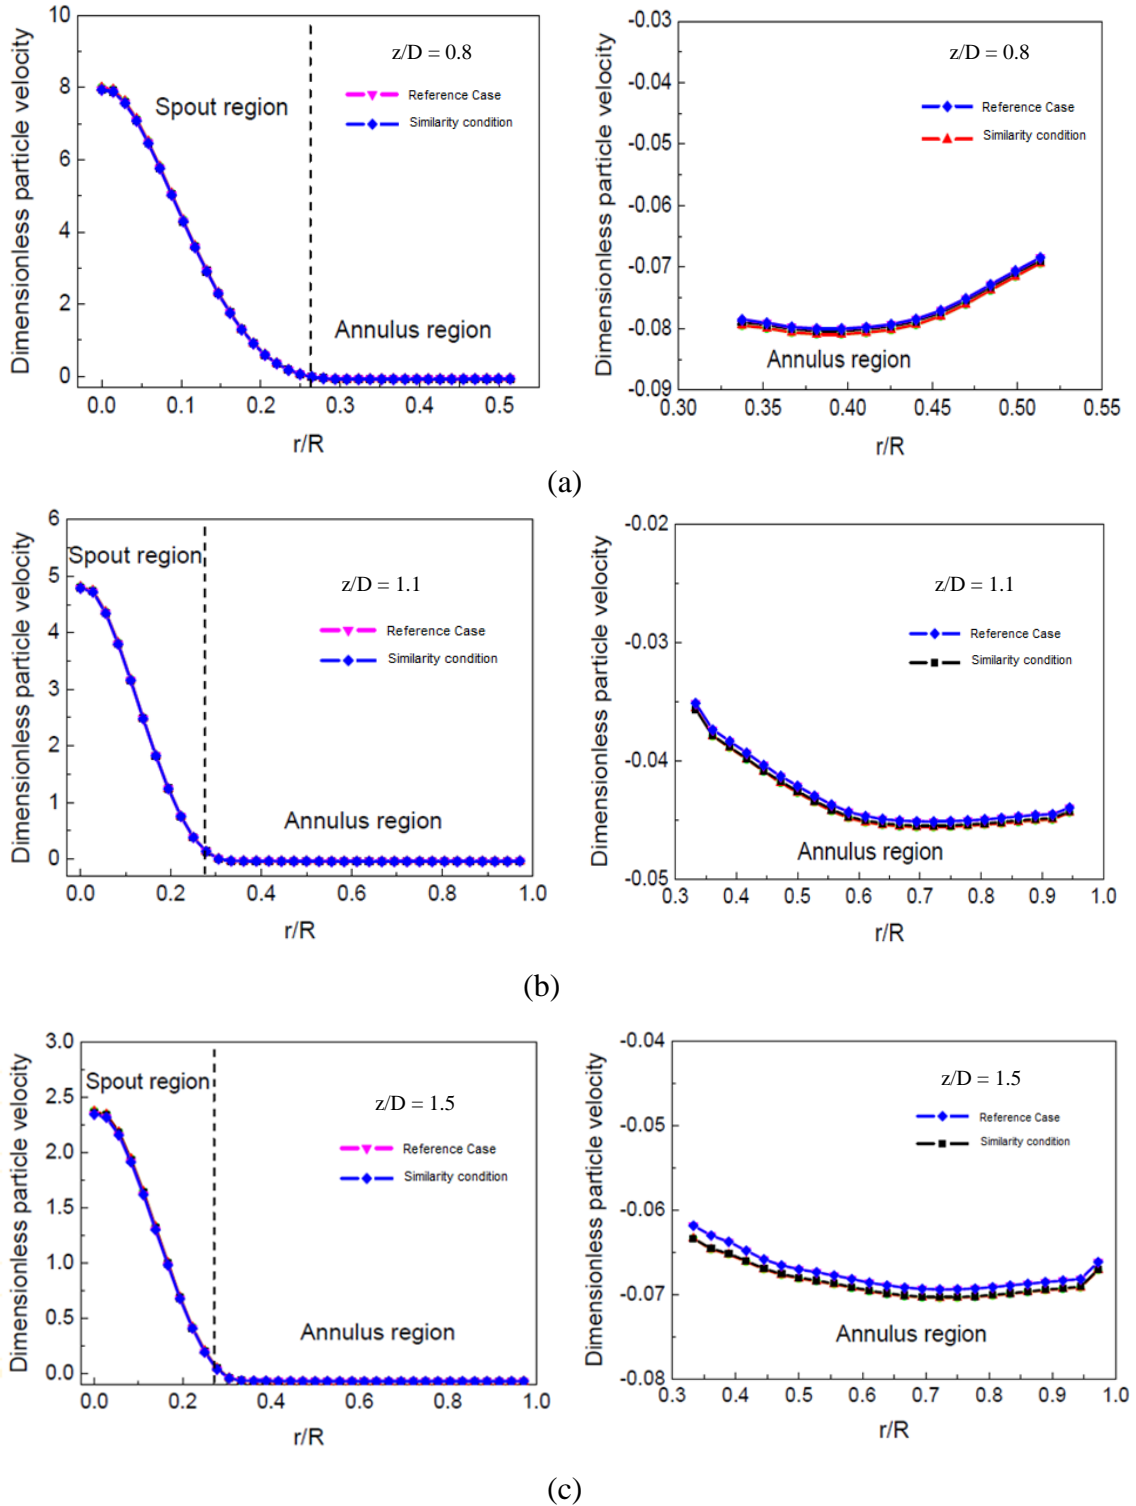 Dimensionless particle velocity
10
8
6
4
2
0
z/D = 0.8
Reference Case
Similarity condition
Spout region
Annulus region
0.0 0.1 0.2 0.3 0.4 0.5
r/R
Dimensionless particle velocity
-0.03
-0.04
-0.05
-0.06
-0.07
-0.08
-0.09
z/D = 0.8
Reference Case
Similarity condition
Annulus region
0.30 0.35 0.40 0.45 0.50 0.55
r/R
(a)
Dimensionless particle velocity
6
5
4
3
2
1
0
Spout region
z/D = 1.1
Reference Case
Similarity condition
Annulus region
0.0 0.2 0.4 0.6 0.8 1.0
r/R
Dimensionless particle velocity
-0.02
-0.03
-0.04
-0.05
z/D = 1.1
Reference Case
Similarity condition
Annulus region
0.3 0.4 0.5 0.6 0.7 0.8 0.9 1.0
r/R
(b)
Dimensionless particle velocity
3.0
2.5
2.0
1.5
1.0
0.5
0.0
Spout region
z/D = 1.5
Reference Case
Similarity condition
Annulus region
0.0 0.2 0.4 0.6 0.8 1.0
r/R
Dimensionless particle velocity
-0.04
-0.05
-0.06
-0.07
-0.08
z/D = 1.5
Reference Case
Similarity condition
Annulus region
0.3 0.4 0.5 0.6 0.7 0.8 0.9 1.0
r/R
(c)